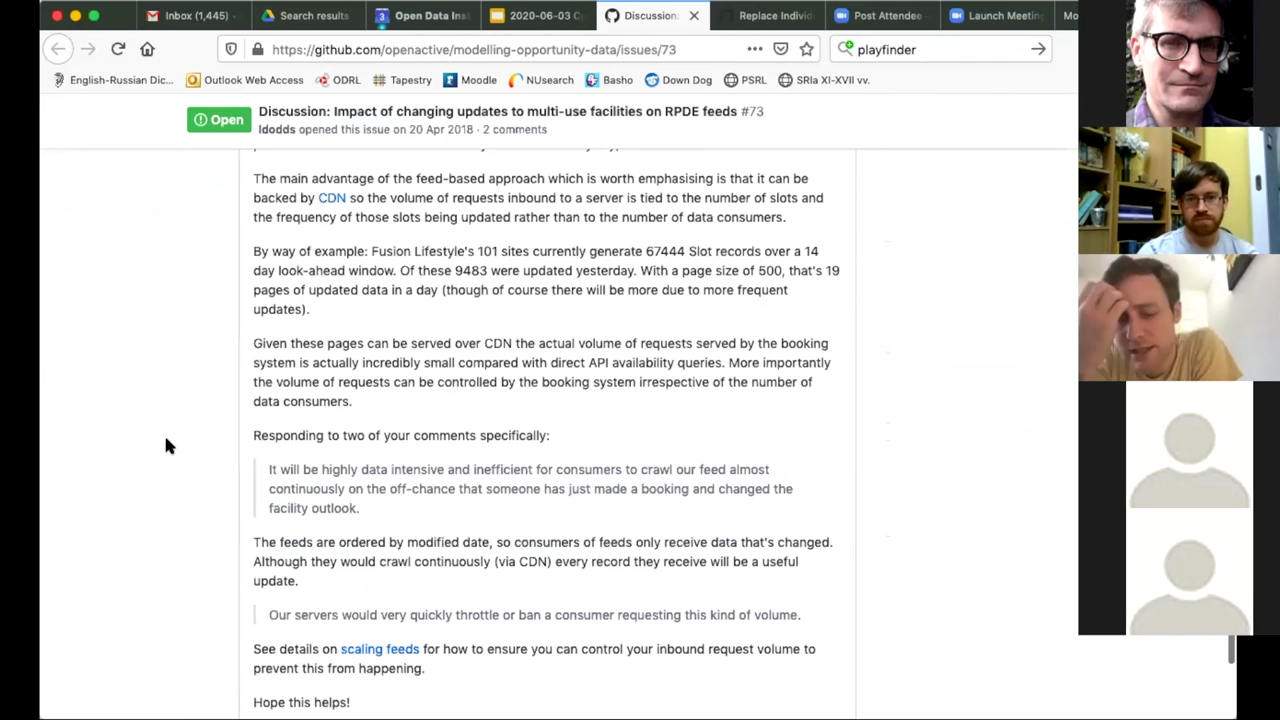 Inbox (1,445)
Search results
Open Data Ins
2020-06-03 C
Discussion:
Replace Individ
Post Attendee
Launch Meeting
Mo
https://github.com/openactive/modelling-opportunity-data/issues/73
playfinder
English-Russian Dic...
Outlook Web Access
ODRL
Tapestry
Moodle
NUsearch
Basho
Down Dog
PSRL
SRIa XI-XVII vv.
Open
Discussion: Impact of changing updates to multi-use facilities on RPDE feeds #73
ldodds opened this issue on 20 Apr 2018 · 2 comments
The main advantage of the feed-based approach which is worth emphasising is that it can be
backed by CDN so the volume of requests inbound to a server is tied to the number of slots and
the frequency of those slots being updated rather than to the number of data consumers.
By way of example: Fusion Lifestyle's 101 sites currently generate 67444 Slot records over a 14
day look-ahead window. Of these 9483 were updated yesterday. With a page size of 500, that's 19
pages of updated data in a day (though of course there will be more due to more frequent
updates).
Given these pages can be served over CDN the actual volume of requests served by the booking
system is actually incredibly small compared with direct API availability queries. More importantly
the volume of requests can be controlled by the booking system irrespective of the number of
data consumers.
Responding to two of your comments specifically:
It will be highly data intensive and inefficient for consumers to crawl our feed almost
continuously on the off-chance that someone has just made a booking and changed the
facility outlook.
The feeds are ordered by modified date, so consumers of feeds only receive data that's changed.
Although they would crawl continuously (via CDN) every record they receive will be a useful
update.
Our servers would very quickly throttle or ban a consumer requesting this kind of volume.
See details on scaling feeds for how to ensure you can control your inbound request volume to
prevent this from happening.
Hope this helps!